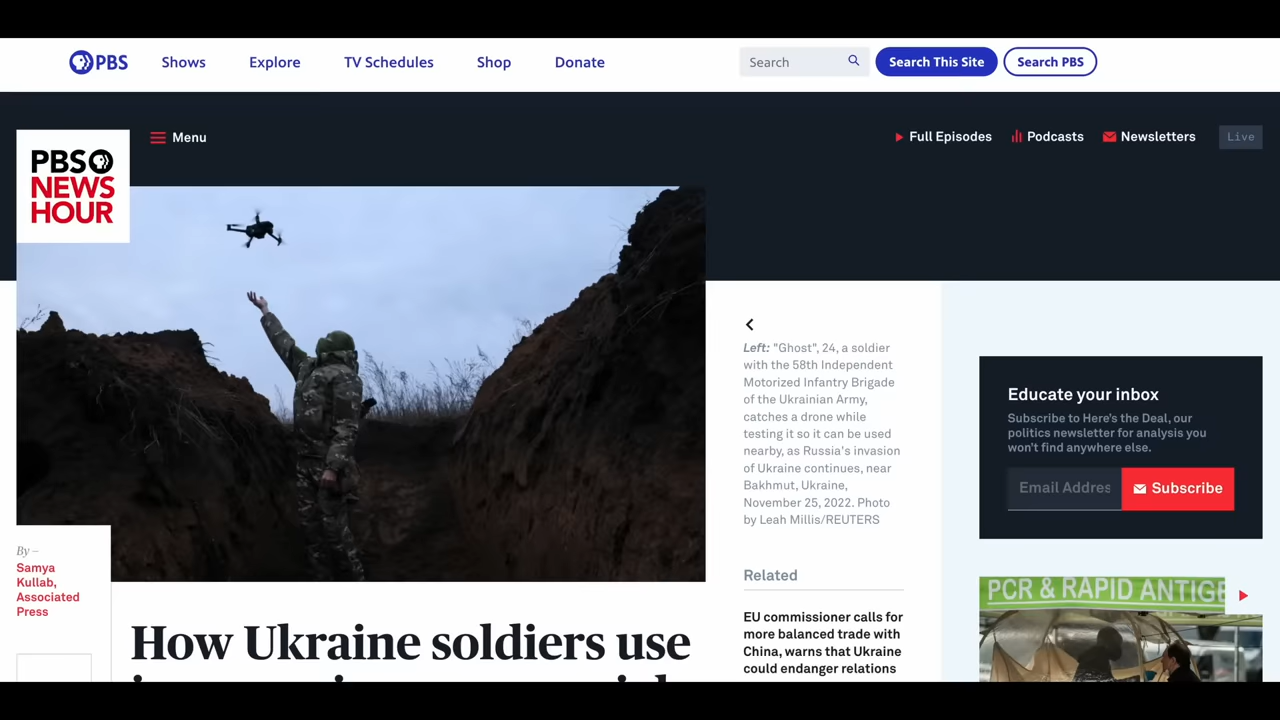 PBS
Shows
Explore
TV Schedules
Shop
Donate
Search
Search This Site
Search PBS
PBS
NEWS
HOUR
Menu
Full Episodes
Podcasts
Newsletters
Live
Left: "Ghost", 24, a soldier
with the 58th Independent
Motorized Infantry Brigade
of the Ukrainian Army,
catches a drone while
testing it so it can be used
nearby, as Russia's invasion
of Ukraine continues, near
Bakhmut, Ukraine,
November 25, 2022. Photo
by Leah Millis/REUTERS
Related
EU commissioner calls for
more balanced trade with
China, warns that Ukraine
could endanger relations
Educate your inbox
Subscribe to Here's the Deal, our
politics newsletter for analysis you
won't find anywhere else.
Email Addres
Subscribe
PCR & RAPID ANTIGE
By –
Samya
Kullab,
Associated
Press
How Ukraine soldiers use